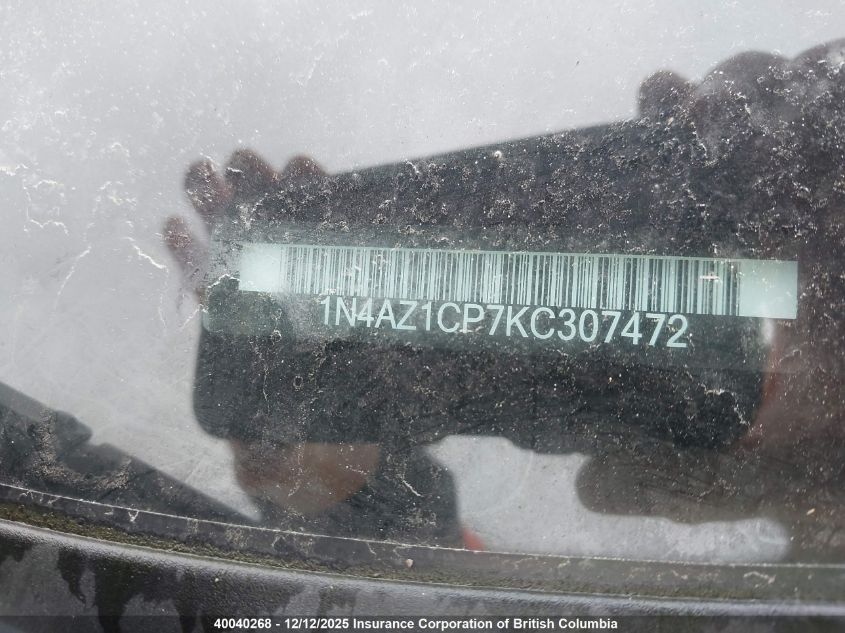 1N4AZ1CP7KC307472
40040268 - 12/12/2025 Insurance Corporation of British Columbia